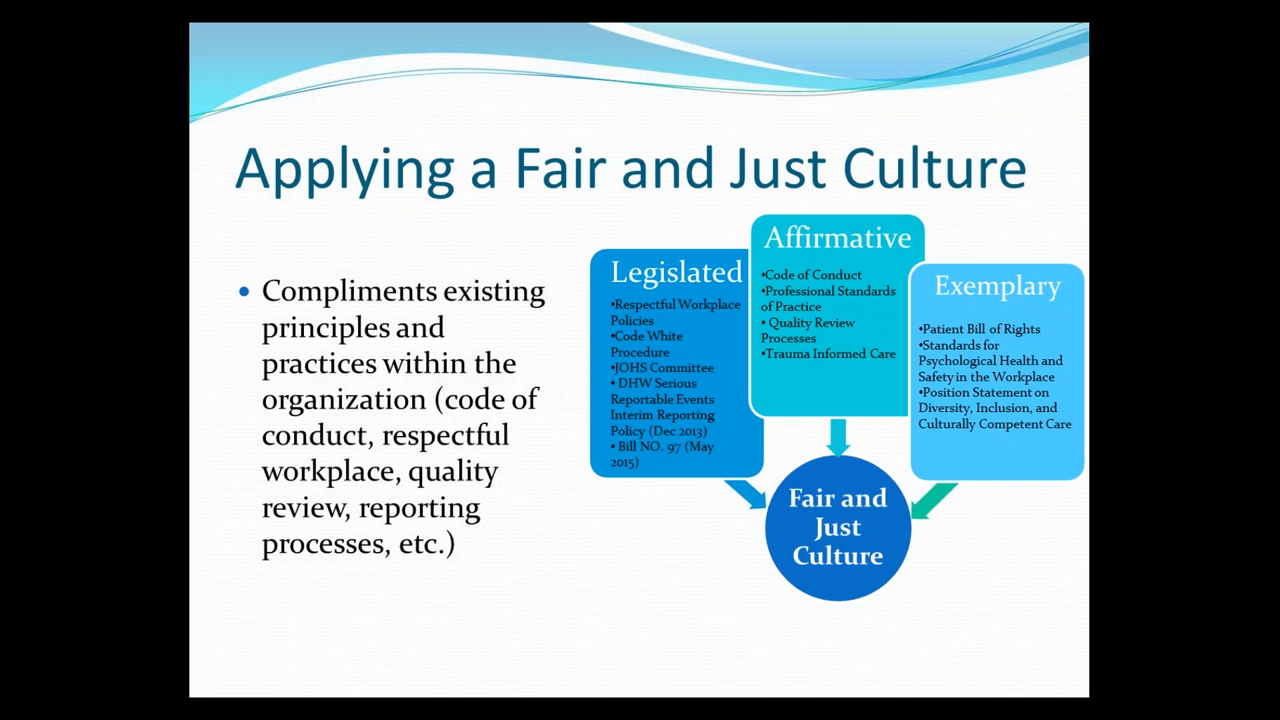 Applying a Fair and Just Culture
• Compliments existing
principles and
practices within the
organization (code of
conduct, respectful
workplace, quality
review, reporting
processes, etc.)
Legislated
•Respectful Workplace
Policies
•Code White
Procedure
•JOHS Committee
• DHW Serious
Reportable Events
Interim Reporting
Policy (Dec 2013)
• Bill NO. 97 (May
2015)
Affirmative
•Code of Conduct
•Professional Standards
of Practice
• Quality Review
Processes
•Trauma Informed Care
Exemplary
•Patient Bill of Rights
•Standards for
Psychological Health and
Safety in the Workplace
•Position Statement on
Diversity, Inclusion, and
Culturally Competent Care
Fair and
Just
Culture